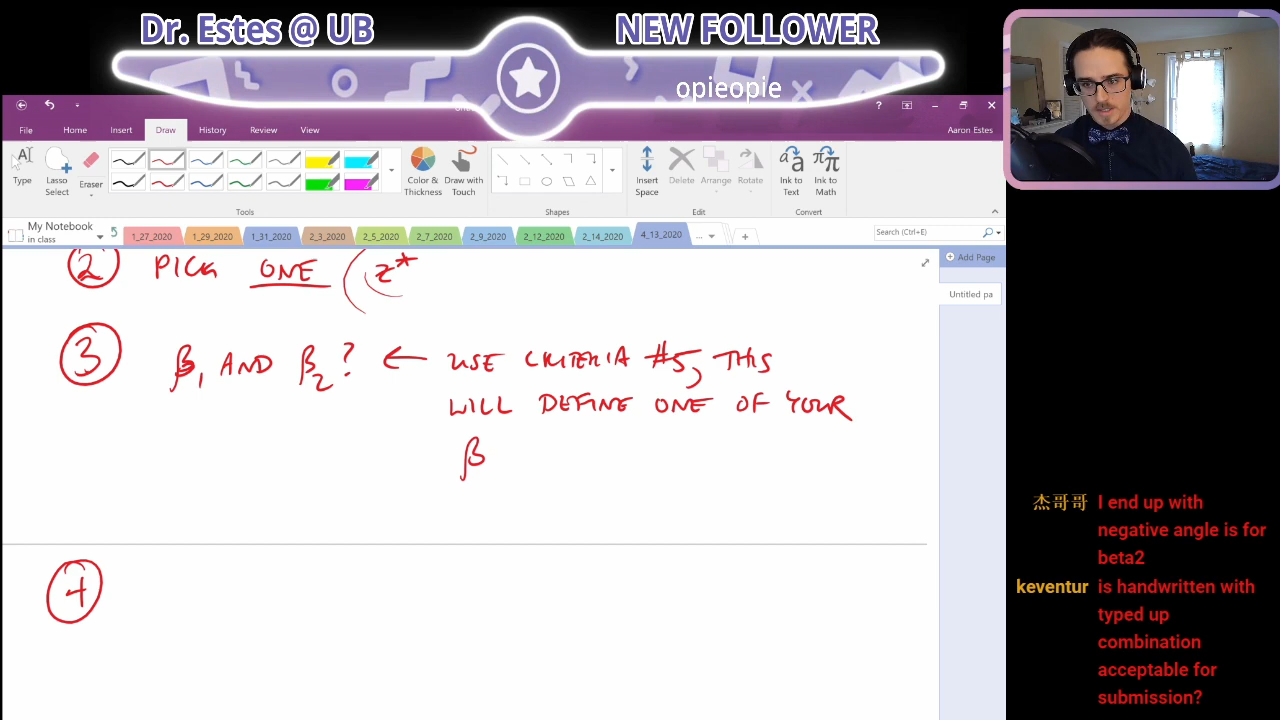 Dr. Estes @ UB
NEW FOLLOWER
opieopie
Aaron Estes
File Home Insert Draw History Review View
Type
Lasso Select
Eraser
Color & Thickness
Draw with Touch
Insert Space
Delete
Arrange
Rotate
Ink to Text
Ink to Math
Tools
Shapes
Edit
Convert
My Notebook
in class
1_27_2020 1_29_2020 1_31_2020 2_3_2020 2_5_2020 2_7_2020 2_9_2020 2_12_2020 2_14_2020 4_13_2020 ...
Search (Ctrl+E)
Add Page
Untitled pa
2 PICK ONE (z*
3 β₁ AND β₂? ← USE CRITERIA #5, THIS
WILL DEFINE ONE OF YOUR
β
4
杰哥哥 I end up with
negative angle is for
beta2
keventur is handwritten with
typed up
combination
acceptable for
submission?